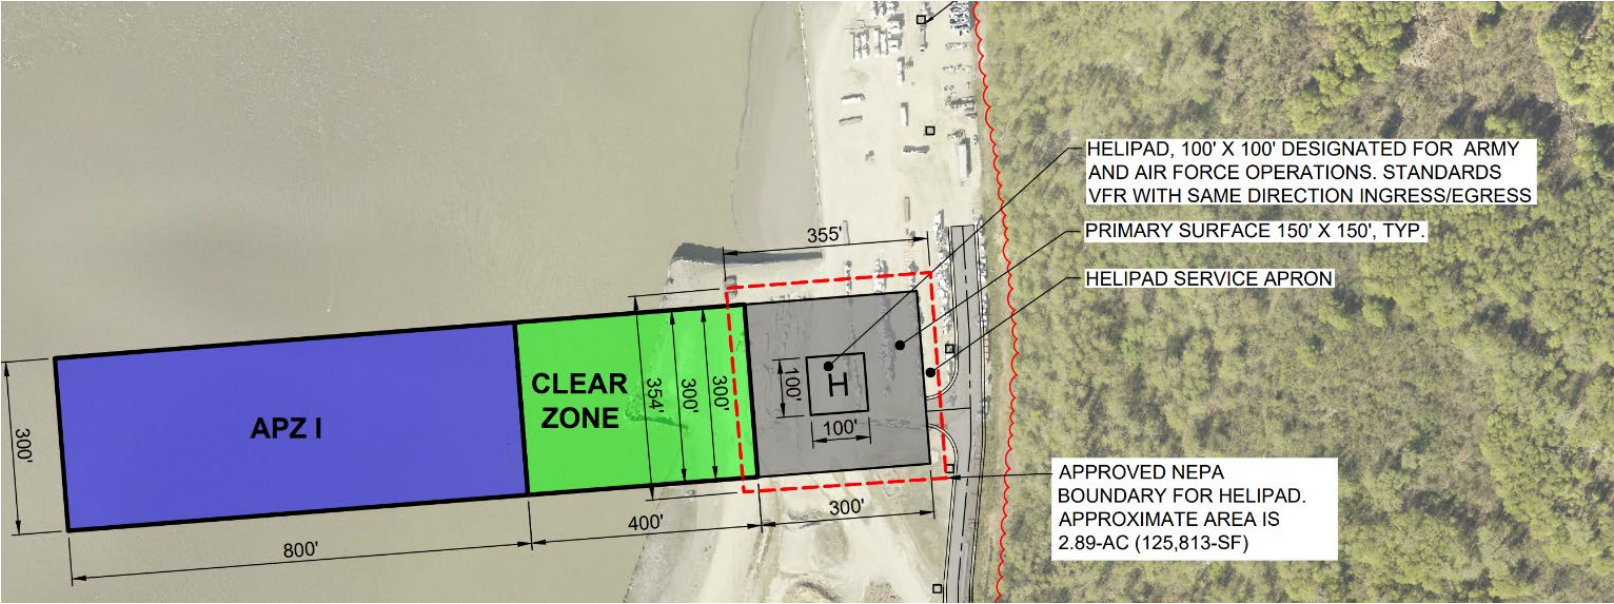 HELIPAD, 100' X 100' DESIGNATED FOR ARMY
AND AIR FORCE OPERATIONS. STANDARDS
VFR WITH SAME DIRECTION INGRESS/EGRESS
PRIMARY SURFACE 150' X 150', TYP.
HELIPAD SERVICE APRON
355'
APZ I
CLEAR
ZONE
354'
300'
300'
100'
H
100'
300'
800'
400'
300'
APPROVED NEPA
BOUNDARY FOR HELIPAD.
APPROXIMATE AREA IS
2.89-AC (125,813-SF)